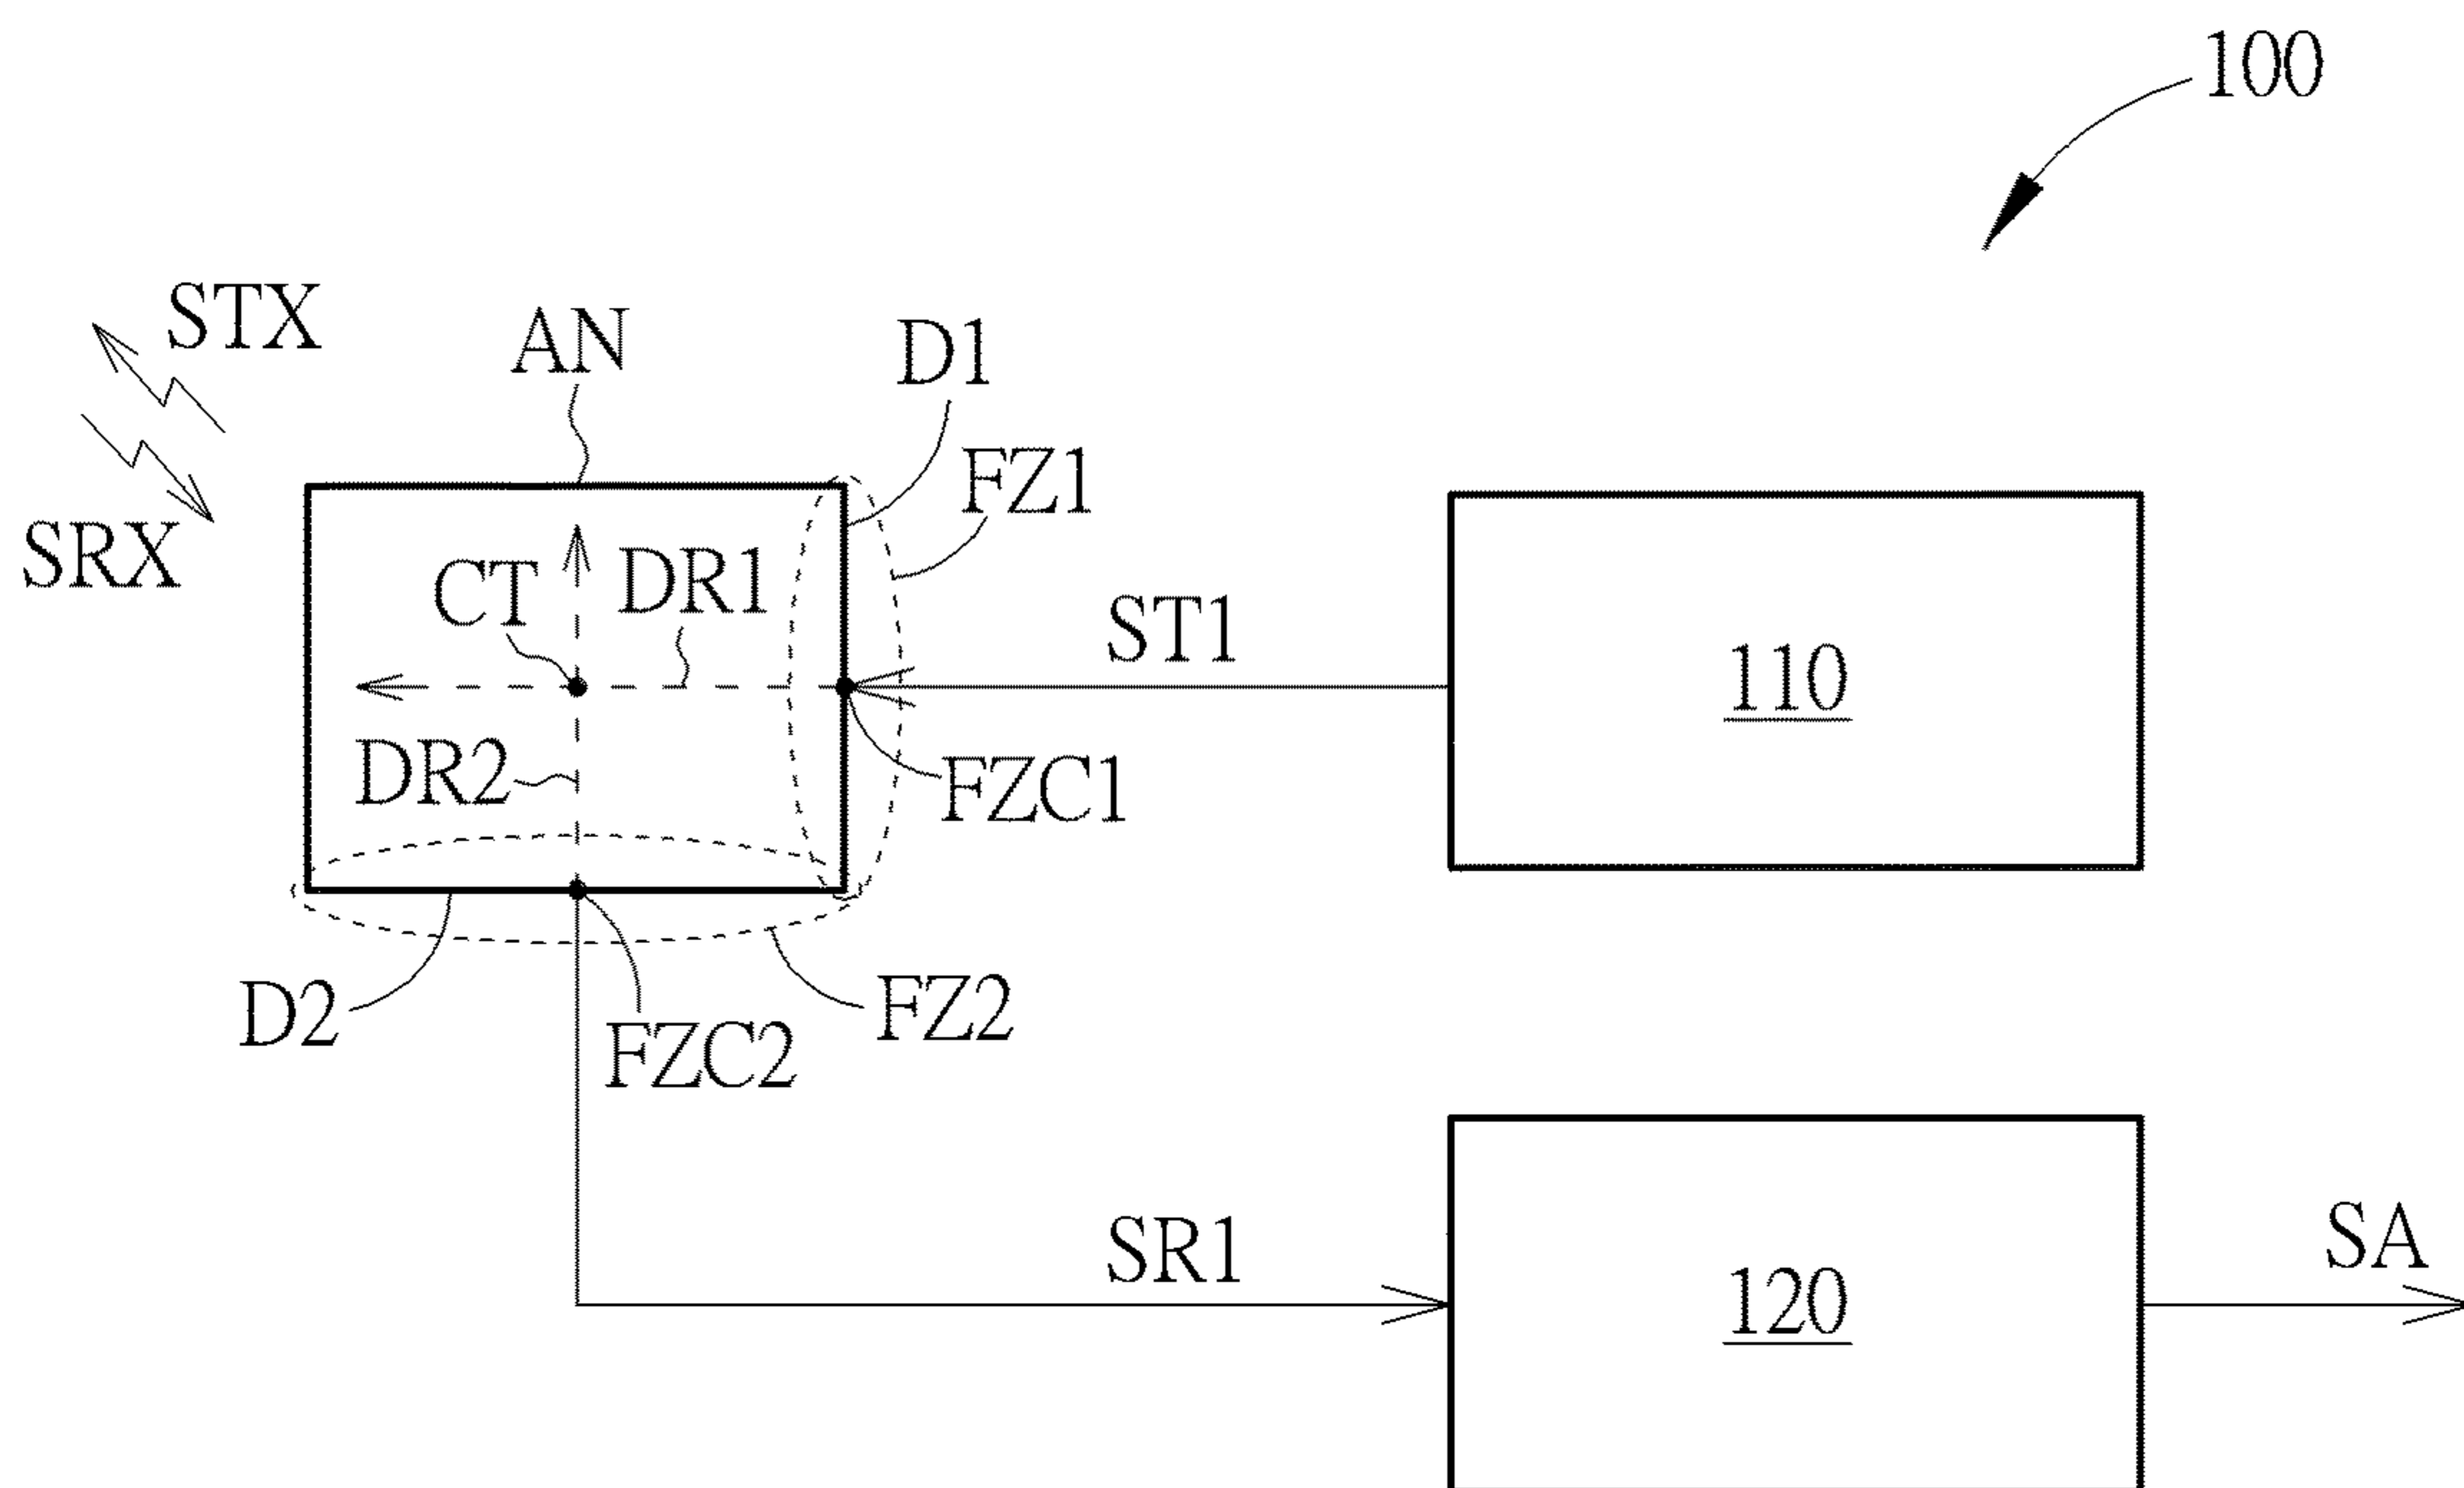 100
STX
AN
D1
FZ1
SRX
CT
DR1
ST1
110
DR2
FZC1
D2
FZC2
FZ2
SR1
120
SA